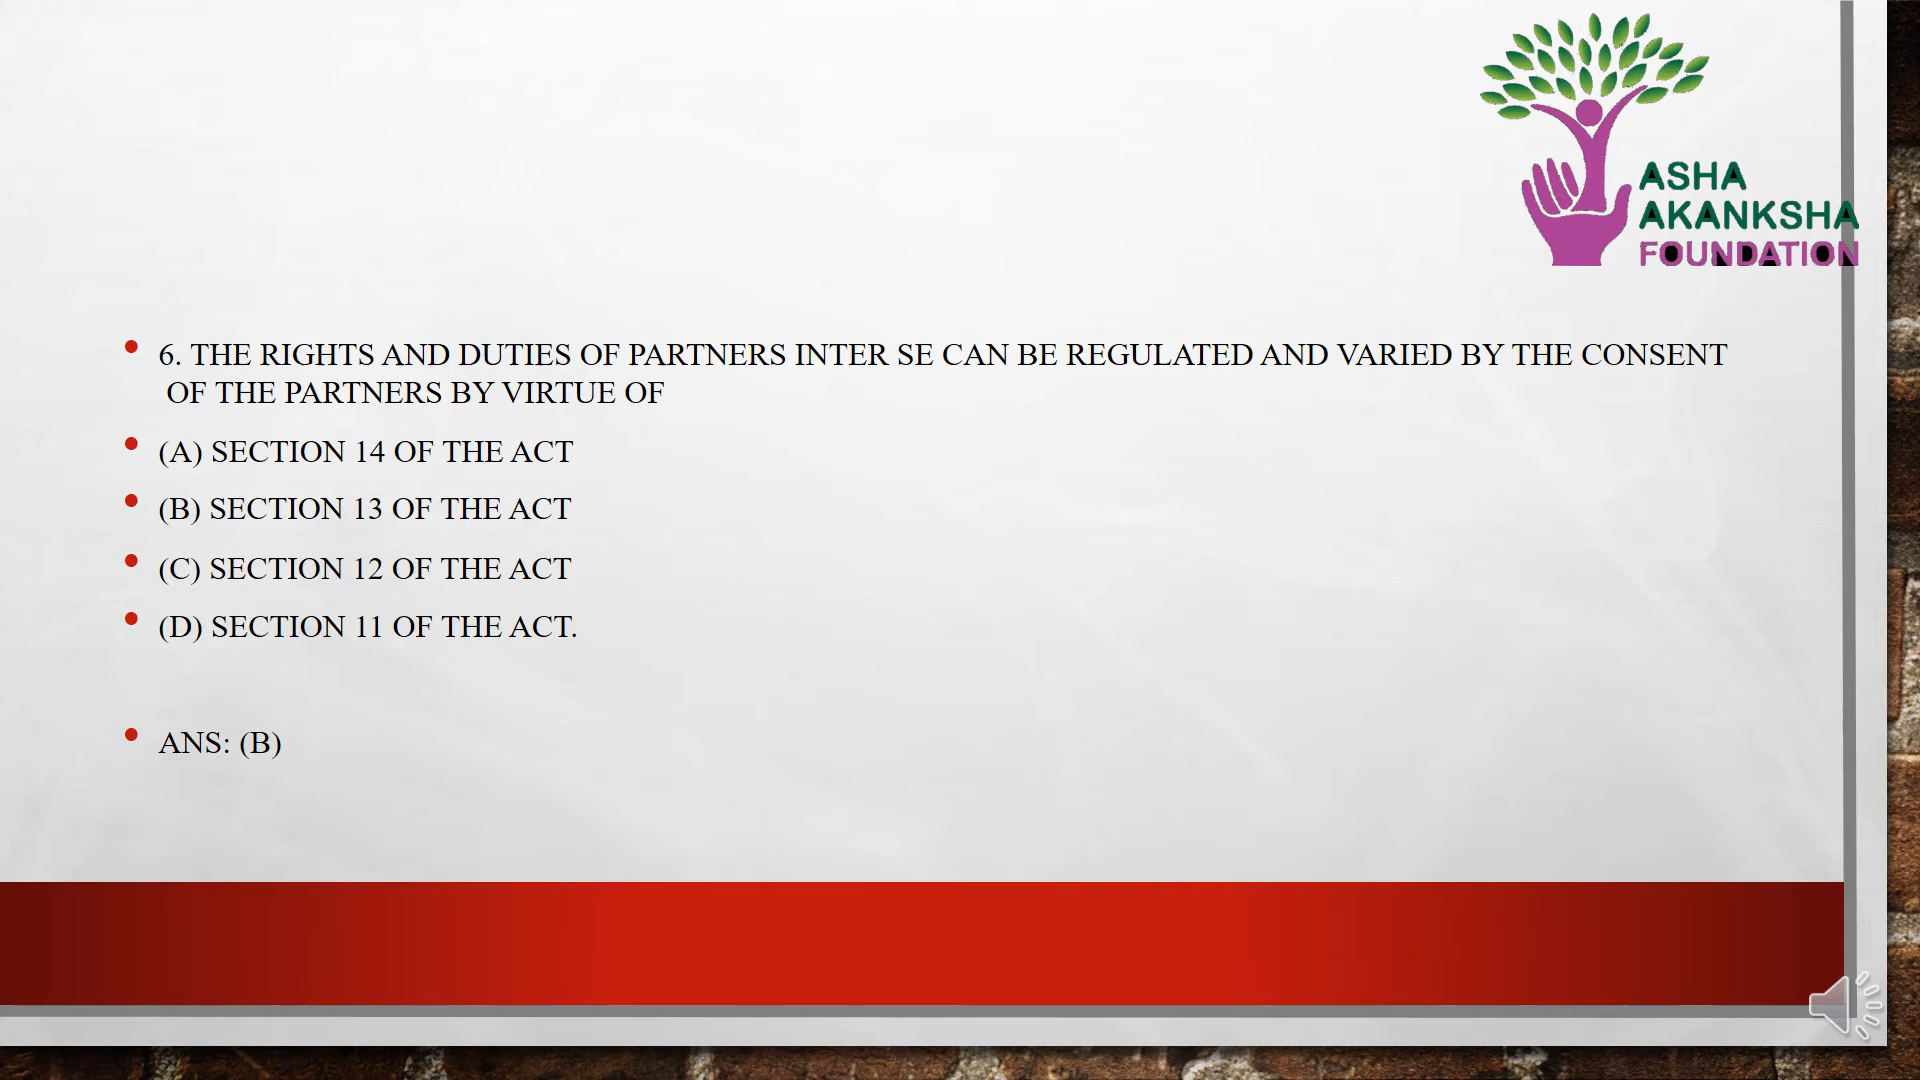 ASHA
AKANKSHA
FOUNDATION
• 6. THE RIGHTS AND DUTIES OF PARTNERS INTER SE CAN BE REGULATED AND VARIED BY THE CONSENT
OF THE PARTNERS BY VIRTUE OF
• (A) SECTION 14 OF THE ACT
• (B) SECTION 13 OF THE ACT
• (C) SECTION 12 OF THE ACT
• (D) SECTION 11 OF THE ACT.
• ANS: (B)